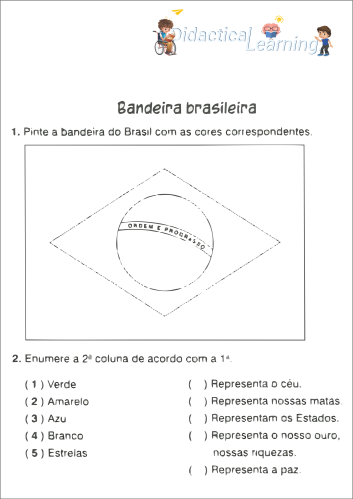 Didactical
Learning
Bandeira brasileira
1. Pinte a bandeira do Brasil com as cores correspondentes.
ORDEM E PROGRESSO
2. Enumere a 2ª coluna de acordo com a 1ª.
( 1 ) Verde ( ) Representa o céu.
( 2 ) Amarelo ( ) Representa nossas matas.
( 3 ) Azu ( ) Representam os Estados.
( 4 ) Branco ( ) Representa o nosso ouro,
( 5 ) Estrelas nossas riquezas.
( ) Representa a paz.